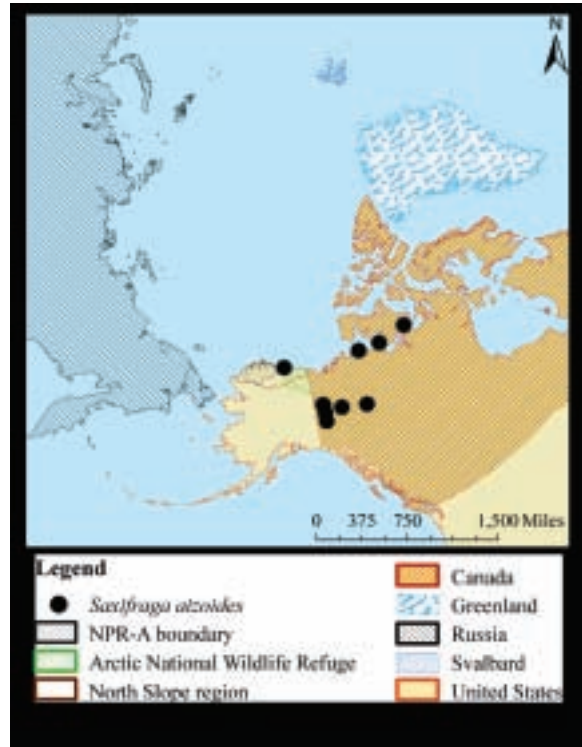 N
0 375 750 1,500 Miles
Legend
Saxifraga aizoides
NPR-A boundary
Arctic National Wildlife Refuge
North Slope region
Canada
Greenland
Russia
Svalbard
United States